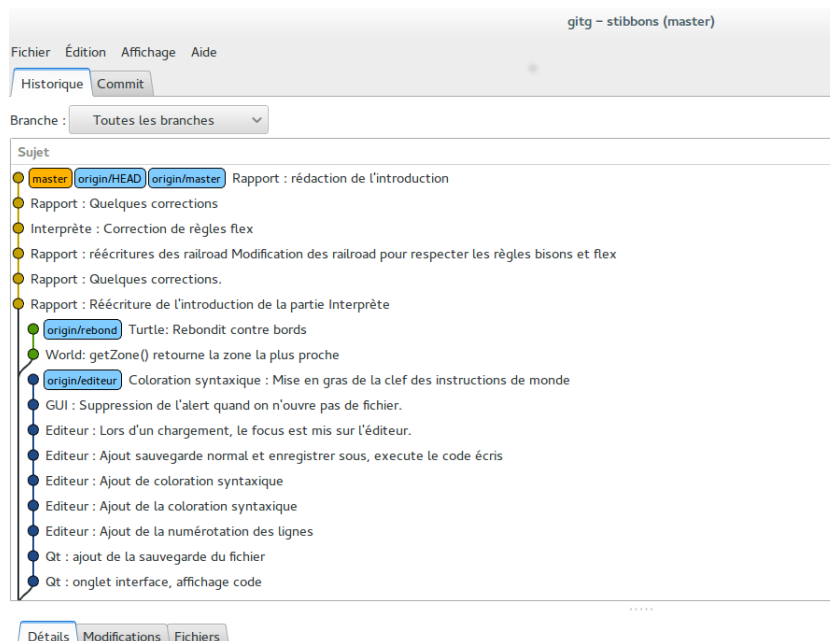 gitg – stibbons (master)
Fichier Édition Affichage Aide
Historique Commit
Branche : Toutes les branches
Sujet
master origin/HEAD origin/master Rapport : rédaction de l'introduction
Rapport : Quelques corrections
Interprète : Correction de règles flex
Rapport : réécritures des railroad Modification des railroad pour respecter les règles bisons et flex
Rapport : Quelques corrections.
Rapport : Réécriture de l'introduction de la partie Interprète
origin/rebond Turtle: Rebondit contre bords
World: getZone() retourne la zone la plus proche
origin/editeur Coloration syntaxique : Mise en gras de la clef des instructions de monde
GUI : Suppression de l'alert quand on n'ouvre pas de fichier.
Editeur : Lors d'un chargement, le focus est mis sur l'éditeur.
Editeur : Ajout sauvegarde normal et enregistrer sous, execute le code écris
Editeur : Ajout de coloration syntaxique
Editeur : Ajout de la coloration syntaxique
Editeur : Ajout de la numérotation des lignes
Qt : ajout de la sauvegarde du fichier
Qt : onglet interface, affichage code
Détails Modifications Fichiers